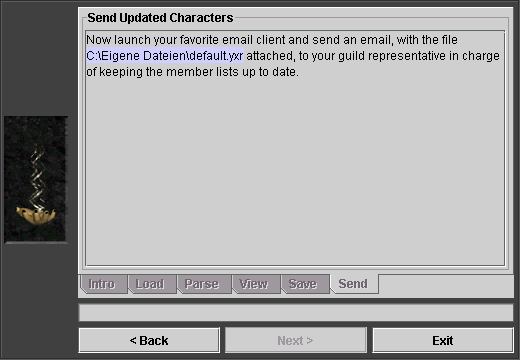 Send Updated Characters
Now launch your favorite email client and send an email, with the file
C:\Eigene Dateien\default.yxr attached, to your guild representative in charge
of keeping the member lists up to date.
Intro Load Parse View Save Send
< Back Next > Exit